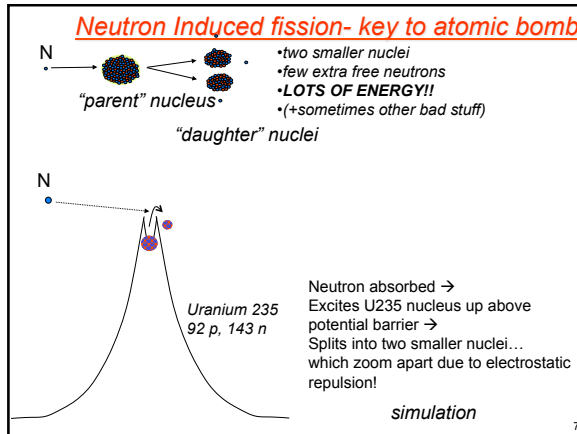 Neutron Induced fission- key to atomic bomb
N
•two smaller nuclei
•few extra free neutrons
•LOTS OF ENERGY!!
•(+sometimes other bad stuff)
"parent" nucleus
"daughter" nuclei
N
Uranium 235
92 p, 143 n
Neutron absorbed →
Excites U235 nucleus up above
potential barrier →
Splits into two smaller nuclei…
which zoom apart due to electrostatic
repulsion!
simulation
7